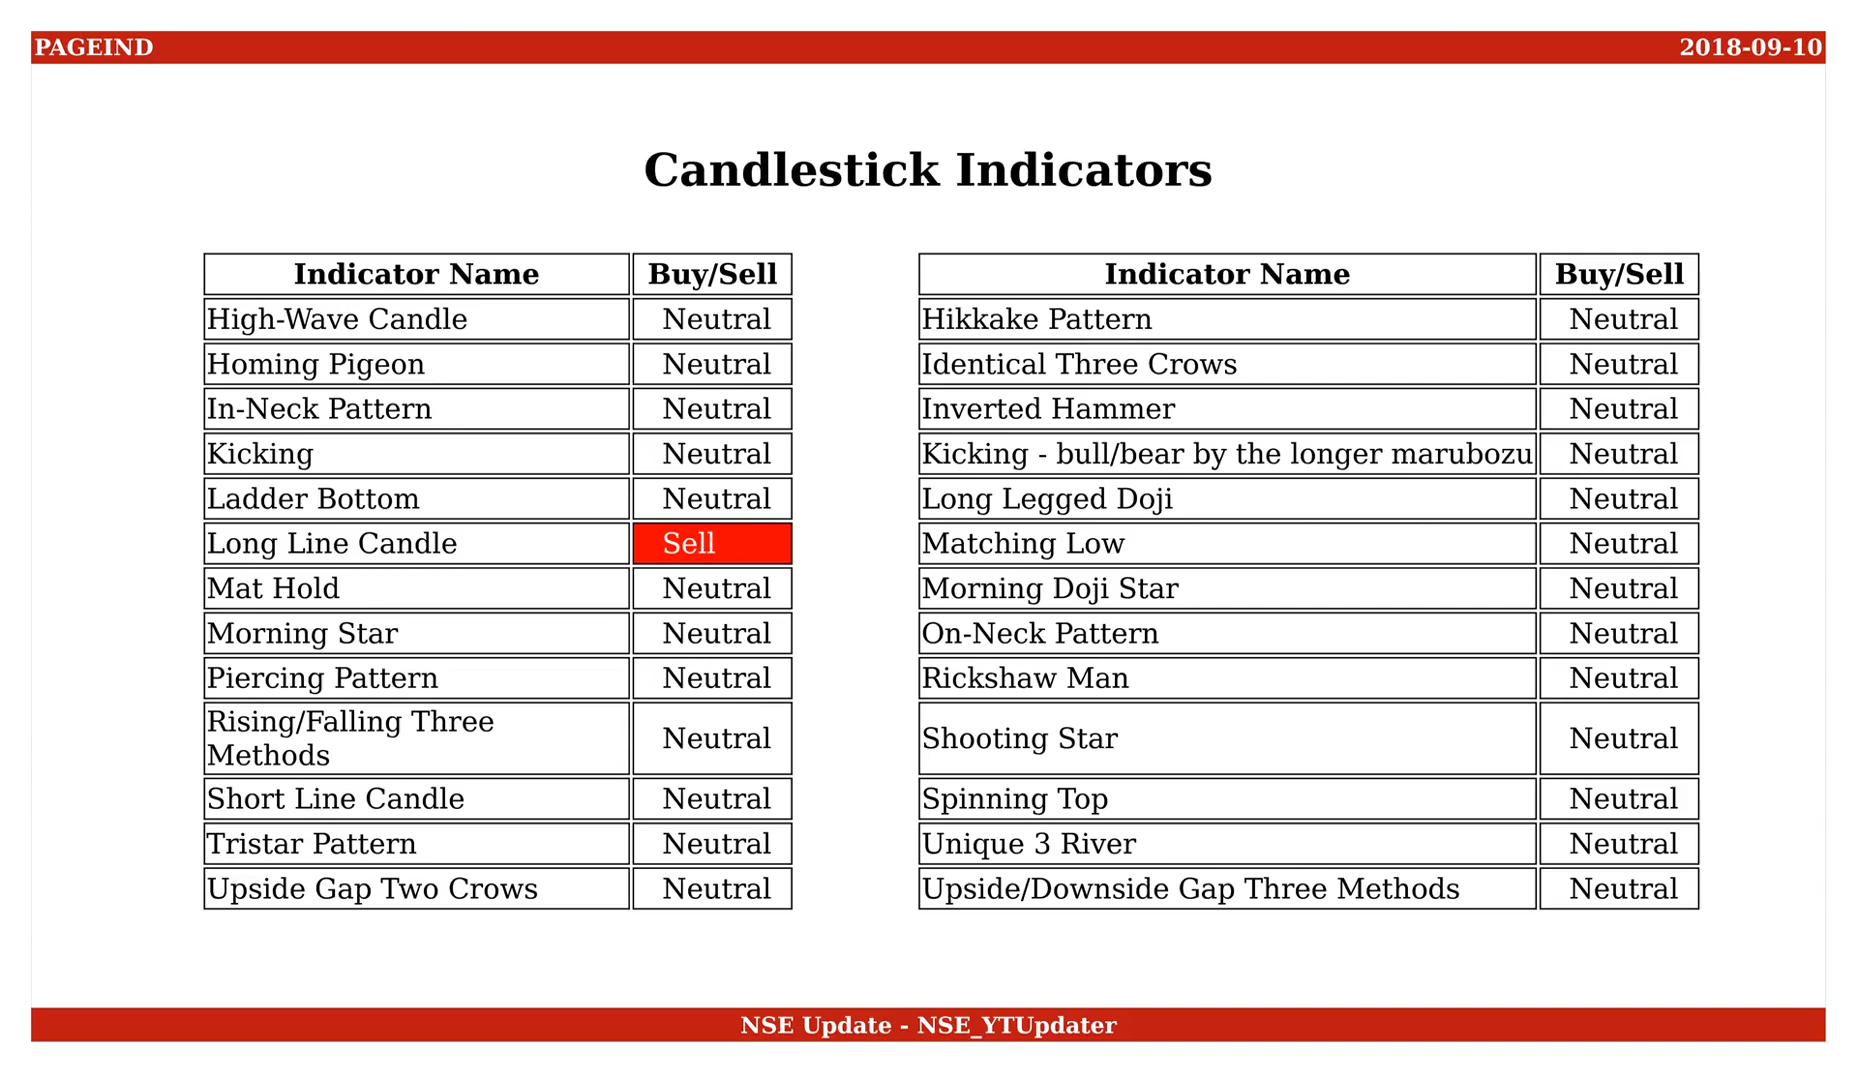 PAGEIND 2018-09-10
Candlestick Indicators
Indicator Name Buy/Sell
High-Wave Candle Neutral
Homing Pigeon Neutral
In-Neck Pattern Neutral
Kicking Neutral
Ladder Bottom Neutral
Long Line Candle Sell
Mat Hold Neutral
Morning Star Neutral
Piercing Pattern Neutral
Rising/Falling Three
Methods Neutral
Short Line Candle Neutral
Tristar Pattern Neutral
Upside Gap Two Crows Neutral
Indicator Name Buy/Sell
Hikkake Pattern Neutral
Identical Three Crows Neutral
Inverted Hammer Neutral
Kicking - bull/bear by the longer marubozu Neutral
Long Legged Doji Neutral
Matching Low Neutral
Morning Doji Star Neutral
On-Neck Pattern Neutral
Rickshaw Man Neutral
Shooting Star Neutral
Spinning Top Neutral
Unique 3 River Neutral
Upside/Downside Gap Three Methods Neutral
NSE Update - NSE_YTUpdater